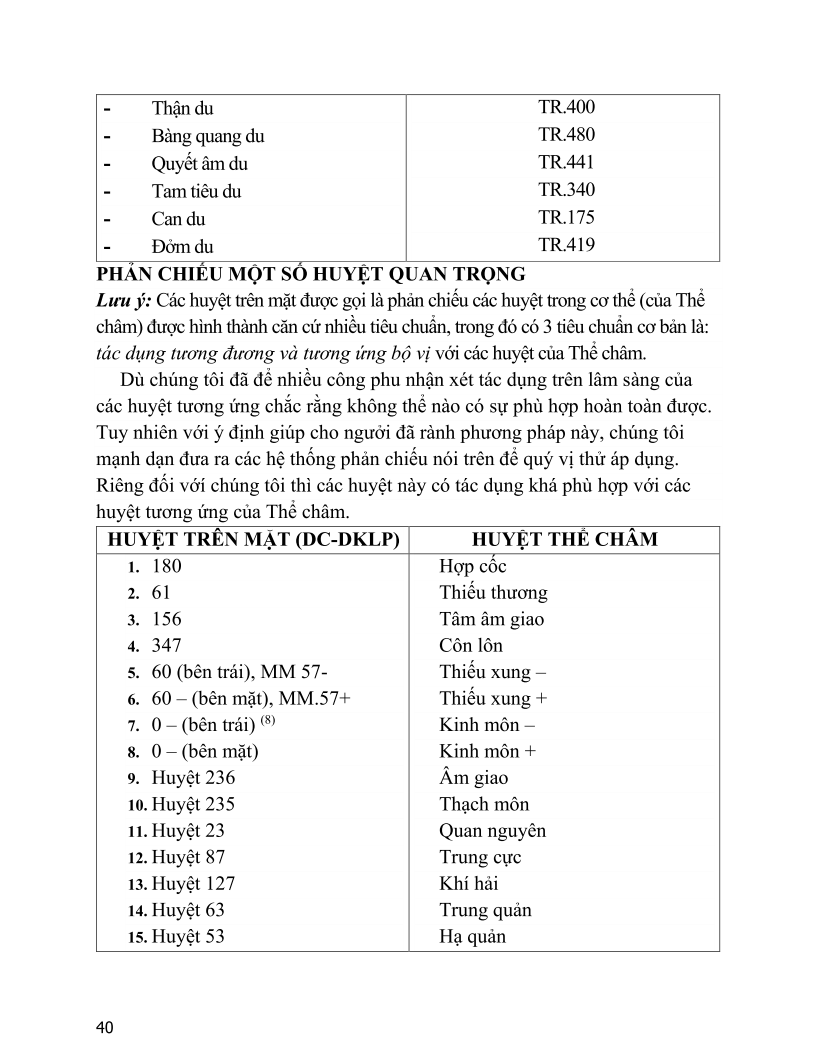 - Thận du TR.400
- Bàng quang du TR.480
- Quyết âm du TR.441
- Tam tiêu du TR.340
- Can du TR.175
- Đởm du TR.419
PHẢN CHIẾU MỘT SỐ HUYỆT QUAN TRỌNG
Lưu ý: Các huyệt trên mặt được gọi là phản chiếu các huyệt trong cơ thể (của Thể
châm) được hình thành căn cứ nhiều tiêu chuẩn, trong đó có 3 tiêu chuẩn cơ bản là:
tác dụng tương đương và tương ứng bộ vị với các huyệt của Thể châm.
Dù chúng tôi đã để nhiều công phu nhận xét tác dụng trên lâm sàng của
các huyệt tương ứng chắc rằng không thể nào có sự phù hợp hoàn toàn được.
Tuy nhiên với ý định giúp cho người đã rành phương pháp này, chúng tôi
mạnh dạn đưa ra các hệ thống phản chiếu nói trên để quý vị thử áp dụng.
Riêng đối với chúng tôi thì các huyệt này có tác dụng khá phù hợp với các
huyệt tương ứng của Thể châm.
HUYỆT TRÊN MẶT (DC-DKLP) HUYỆT THỂ CHÂM
1. 180 Hợp cốc
2. 61 Thiếu thương
3. 156 Tâm âm giao
4. 347 Côn lôn
5. 60 (bên trái), MM 57- Thiếu xung –
6. 60 – (bên mặt), MM.57+ Thiếu xung +
7. 0 – (bên trái) (8) Kinh môn –
8. 0 – (bên mặt) Kinh môn +
9. Huyệt 236 Âm giao
10. Huyệt 235 Thạch môn
11. Huyệt 23 Quan nguyên
12. Huyệt 87 Trung cực
13. Huyệt 127 Khí hải
14. Huyệt 63 Trung quản
15. Huyệt 53 Hạ quản
40